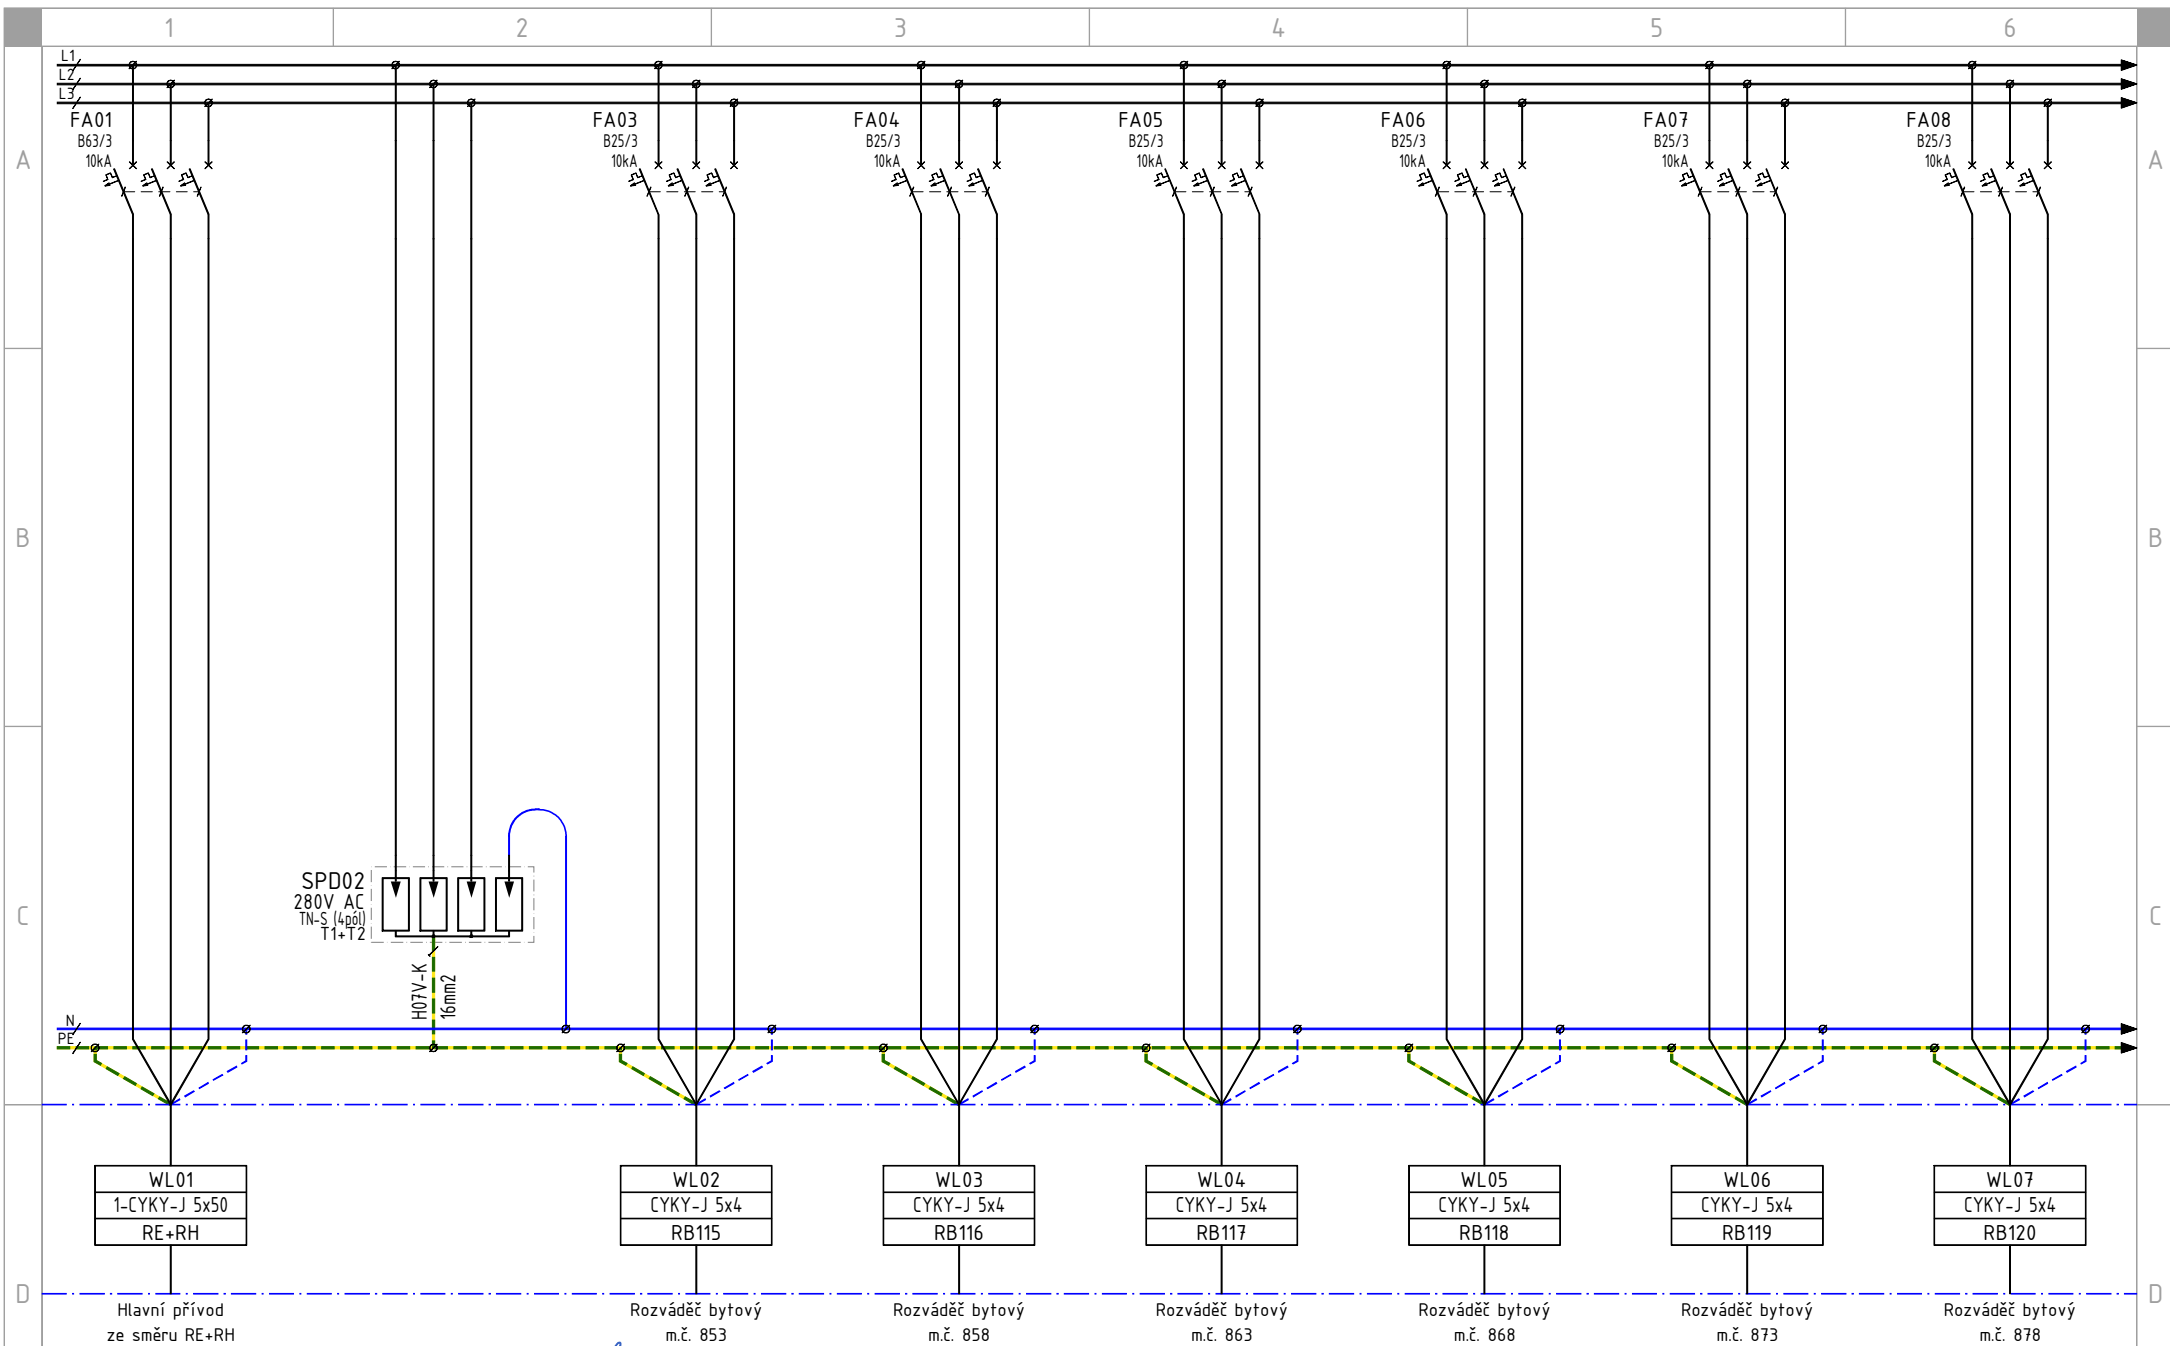 1 2 3 4 5 6
L1
L2
L3
FA01 FA03 FA04 FA05 FA06 FA07 FA08
B63/3 B25/3 B25/3 B25/3 B25/3 B25/3 B25/3
10kA 10kA 10kA 10kA 10kA 10kA 10kA
A A
B B
SPD02
280V AC
TN-S (4pól)
T1+T2
C C
H07V-K
16mm2
N
PE
WL01 WL02 WL03 WL04 WL05 WL06 WL07
1-CYKY-J 5x50 CYKY-J 5x4 CYKY-J 5x4 CYKY-J 5x4 CYKY-J 5x4 CYKY-J 5x4 CYKY-J 5x4
RE+RH RB115 RB116 RB117 RB118 RB119 RB120
D D
Hlavní přívod Rozváděč bytový Rozváděč bytový Rozváděč bytový Rozváděč bytový Rozváděč bytový Rozváděč bytový
ze směru RE+RH m.č. 853 m.č. 858 m.č. 863 m.č. 868 m.č. 873 m.č. 878